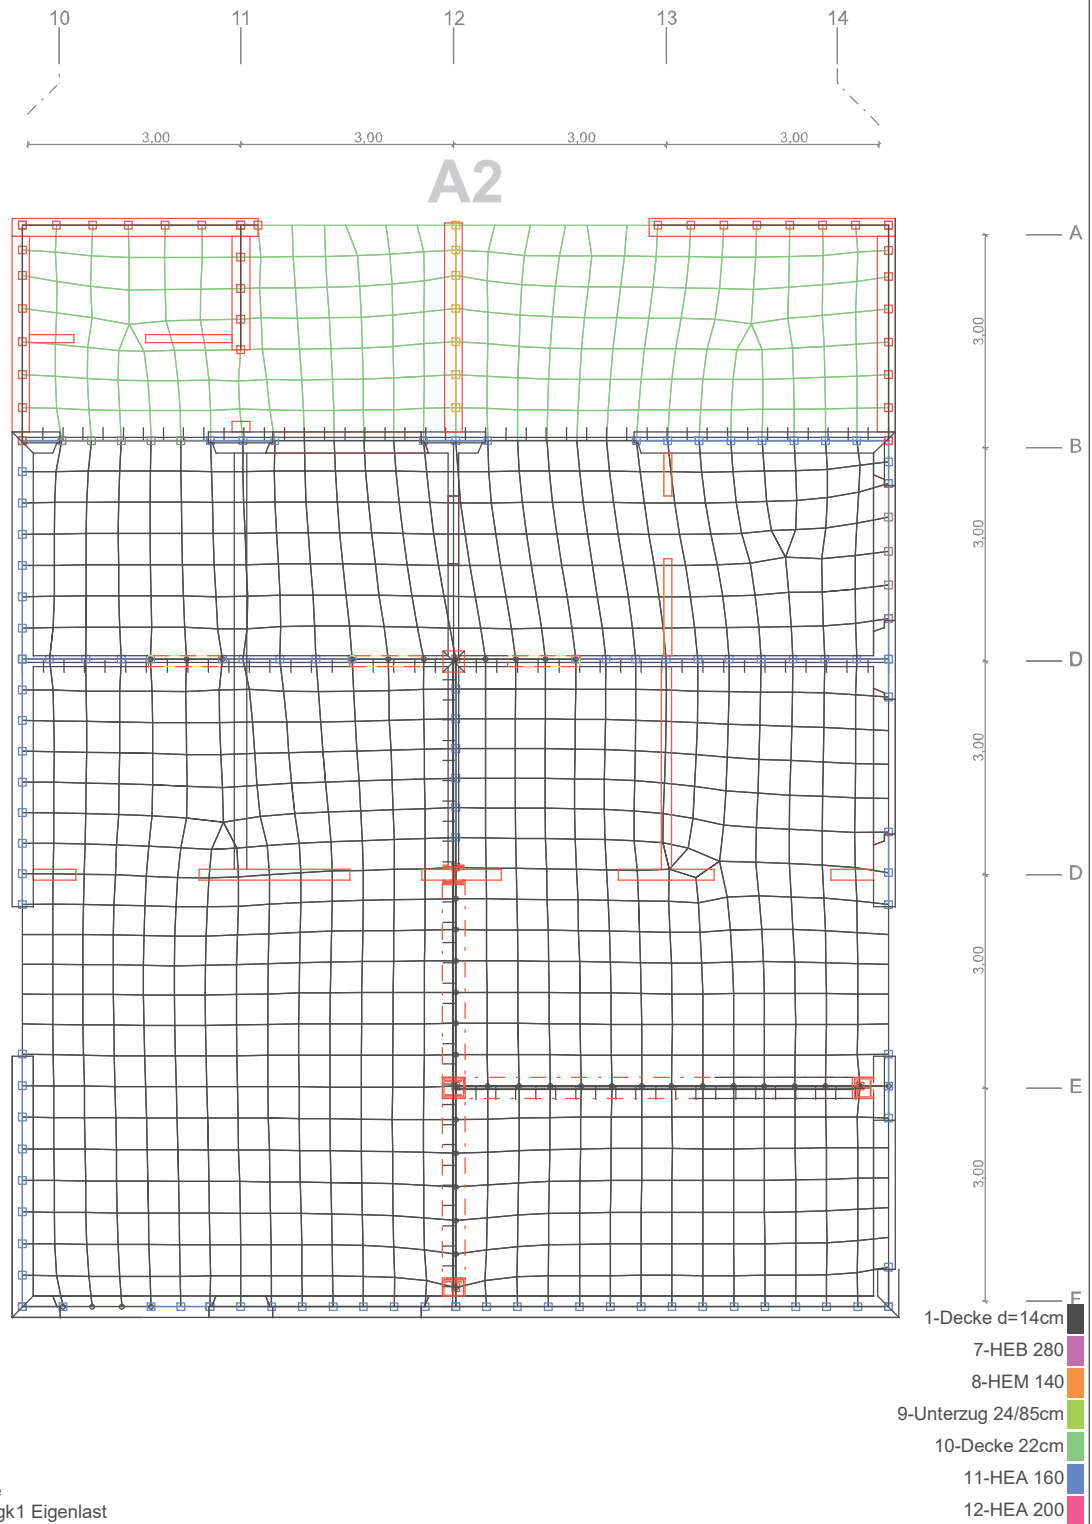 10 11 12 13 14
3,00 3,00 3,00 3,00
A2
A
3,00
B
3,00
D
3,00
D
3,00
E
3,00
F
1-Decke d=14cm
7-HEB 280
8-HEM 140
9-Unterzug 24/85cm
10-Decke 22cm
11-HEA 160
12-HEA 200
gk1 Eigenlast